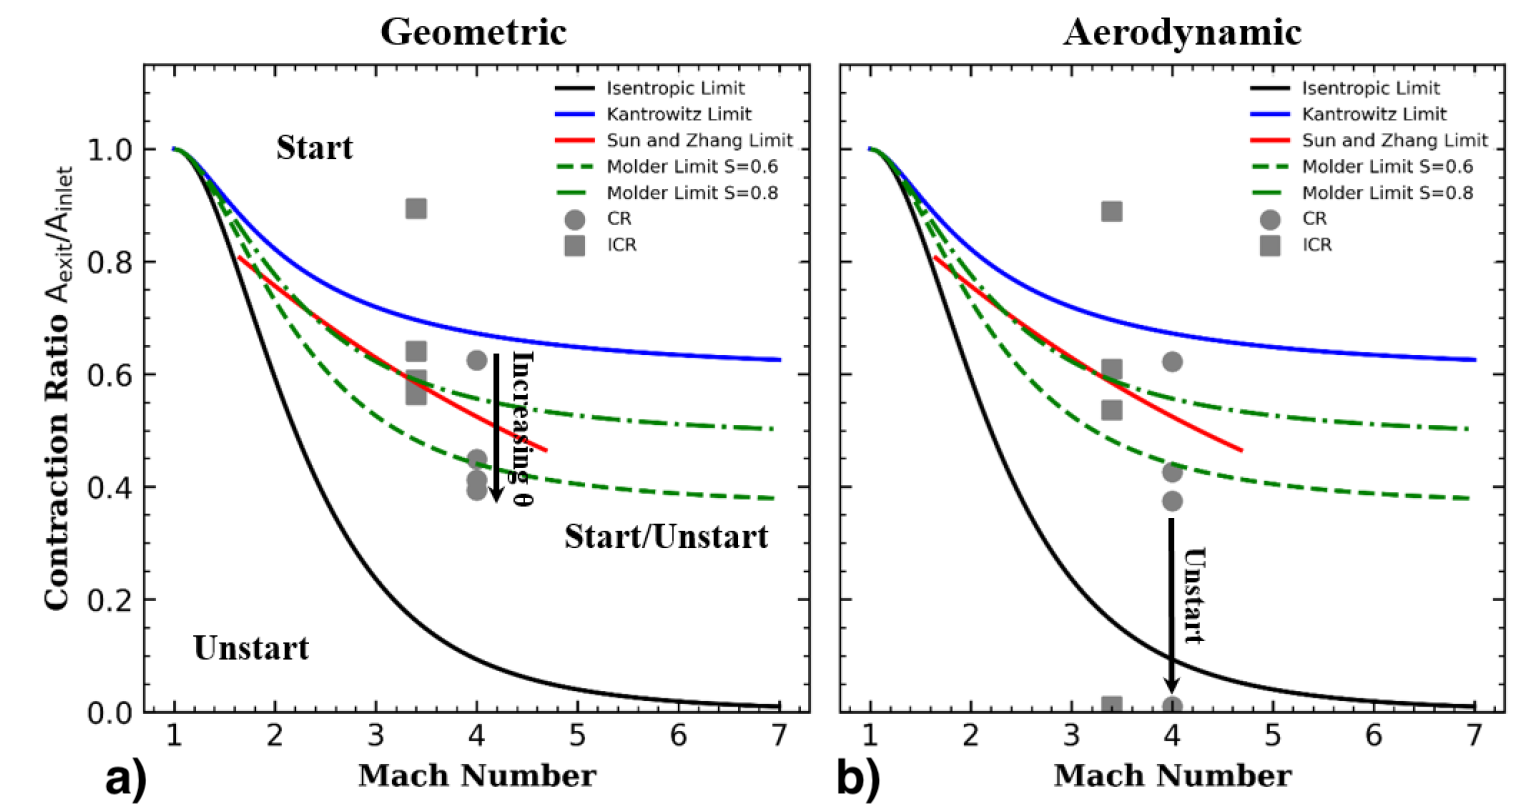 Geometric
Isentropic Limit
Kantrowitz Limit
Sun and Zhang Limit
Molder Limit S=0.6
Molder Limit S=0.8
CR
ICR
Start
Increasing θ
Start/Unstart
Unstart
1.0
0.8
0.6
0.4
0.2
0.0
Contraction Ratio A_exit/A_inlet
1 2 3 4 5 6 7
Mach Number
a)
Aerodynamic
Isentropic Limit
Kantrowitz Limit
Sun and Zhang Limit
Molder Limit S=0.6
Molder Limit S=0.8
CR
ICR
Unstart
1 2 3 4 5 6 7
Mach Number
b)